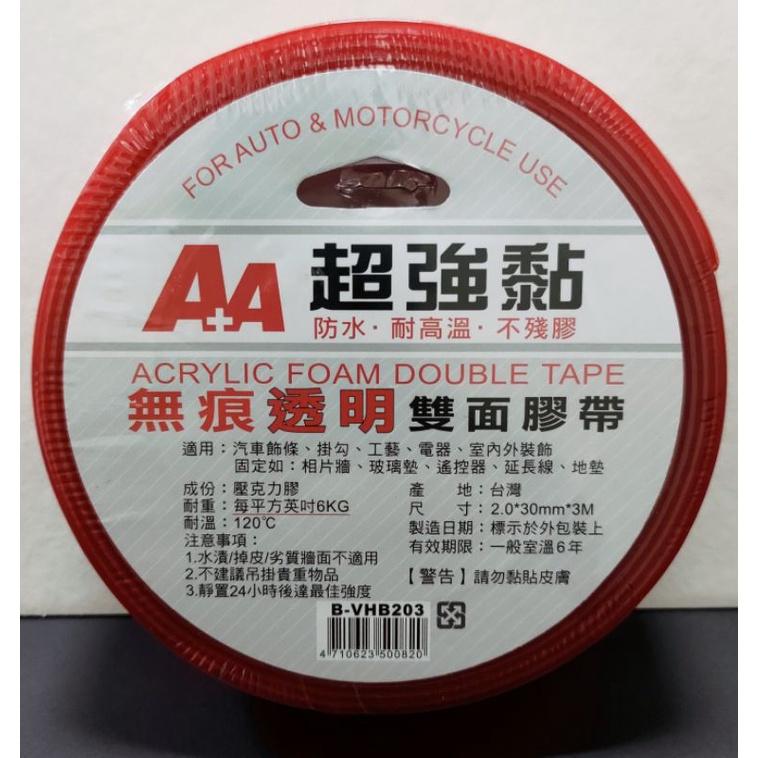 FOR AUTO & MOTORCYCLE USE
A+A 超強黏
防水·耐高溫·不殘膠
ACRYLIC FOAM DOUBLE TAPE
無痕透明雙面膠帶
適用：汽車飾條、掛勾、工藝、電器、室內外裝飾
固定如：相片牆、玻璃墊、遙控器、延長線、地墊
成份：壓克力膠
耐重：每平方英吋6KG
耐溫：120℃
注意事項：
1.水漬/掉皮/劣質牆面不適用
2.不建議吊掛貴重物品
3.靜置24小時後達最佳強度
產 地：台灣
尺 寸：2.0*30mm*3M
製造日期：標示於外包裝上
有效期限：一般室溫6年
【警告】請勿黏貼皮膚
B-VHB203
4 710623 500820